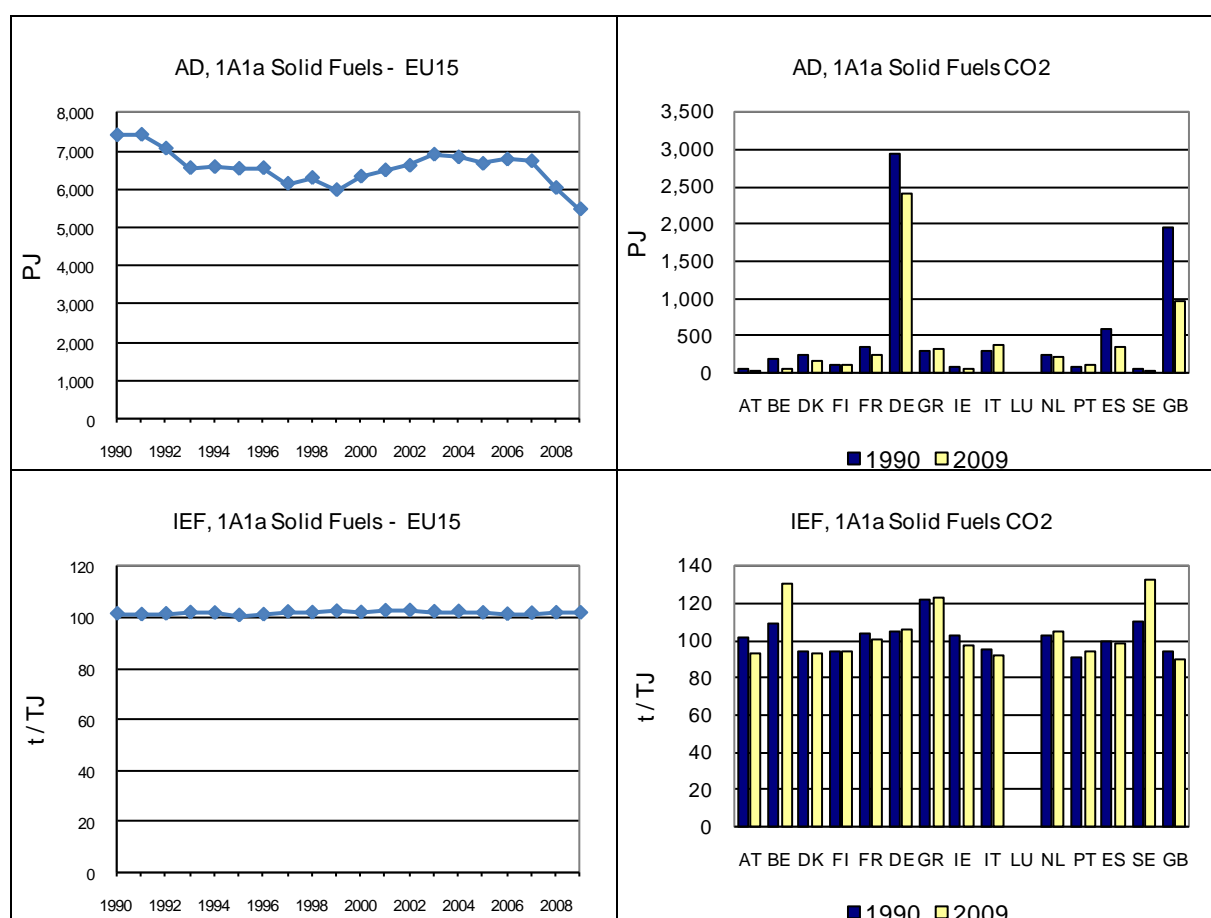 AD, 1A1a Solid Fuels - EU15
8,000
7,000
6,000
5,000
4,000
3,000
2,000
1,000
0
PJ
1990 1992 1994 1996 1998 2000 2002 2004 2006 2008
AD, 1A1a Solid Fuels CO2
3,500
3,000
2,500
2,000
1,500
1,000
500
0
PJ
AT BE DK FI FR DE GR IE IT LU NL PT ES SE GB
1990 2009
IEF, 1A1a Solid Fuels - EU15
120
100
80
60
40
20
0
t / TJ
1990 1992 1994 1996 1998 2000 2002 2004 2006 2008
IEF, 1A1a Solid Fuels CO2
140
120
100
80
60
40
20
0
t / TJ
AT BE DK FI FR DE GR IE IT LU NL PT ES SE GB
1990 2009